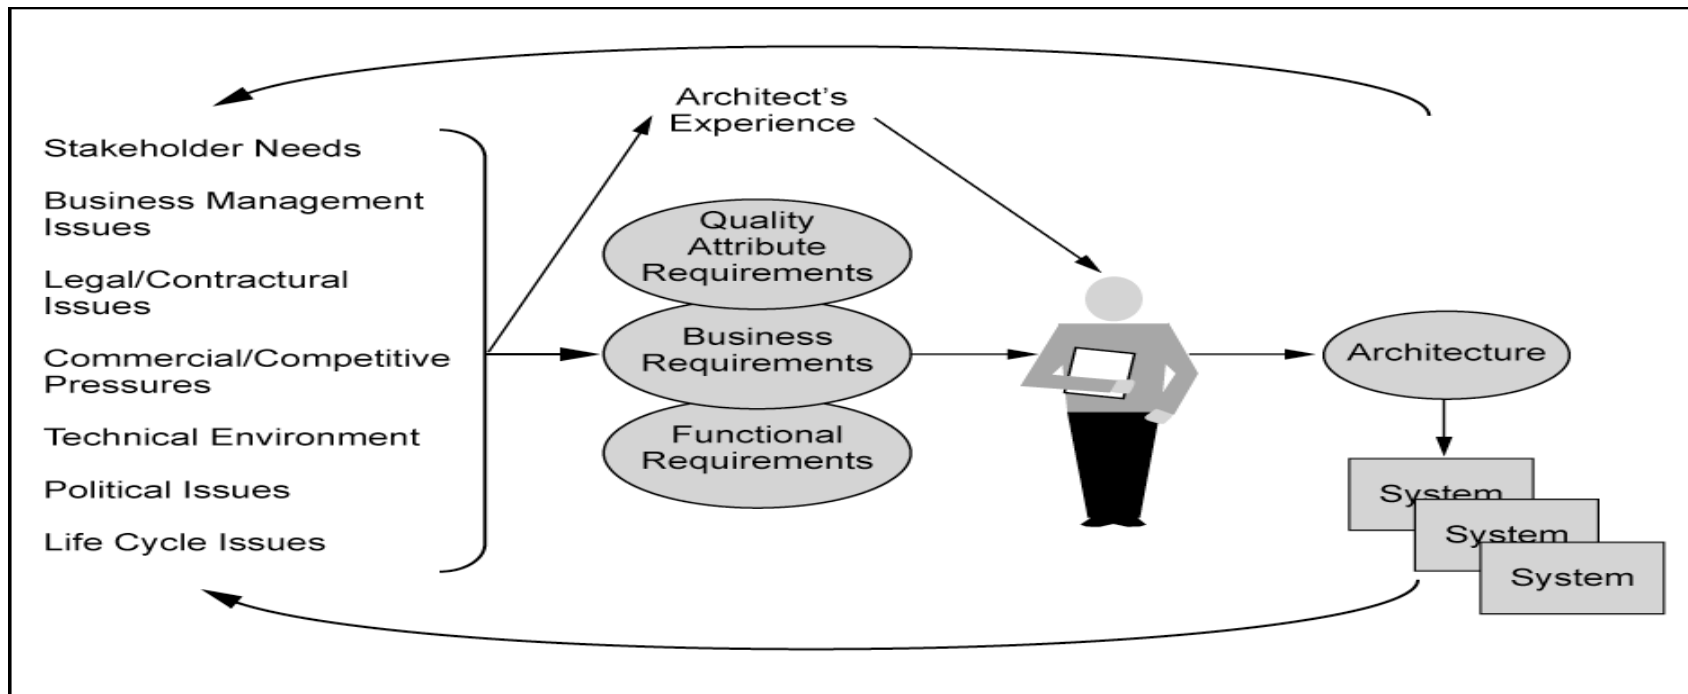 Stakeholder Needs
Business Management
Issues
Legal/Contractural
Issues
Commercial/Competitive
Pressures
Technical Environment
Political Issues
Life Cycle Issues
Architect's
Experience
Quality
Attribute
Requirements
Business
Requirements
Functional
Requirements
Architecture
System
System
System